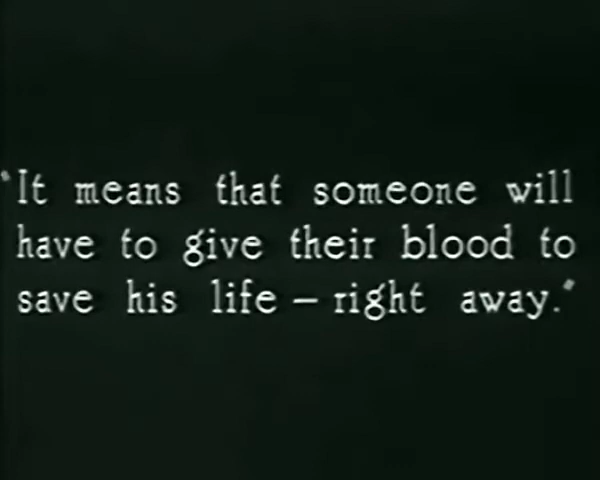 "It means that someone will
have to give their blood to
save his life — right away."